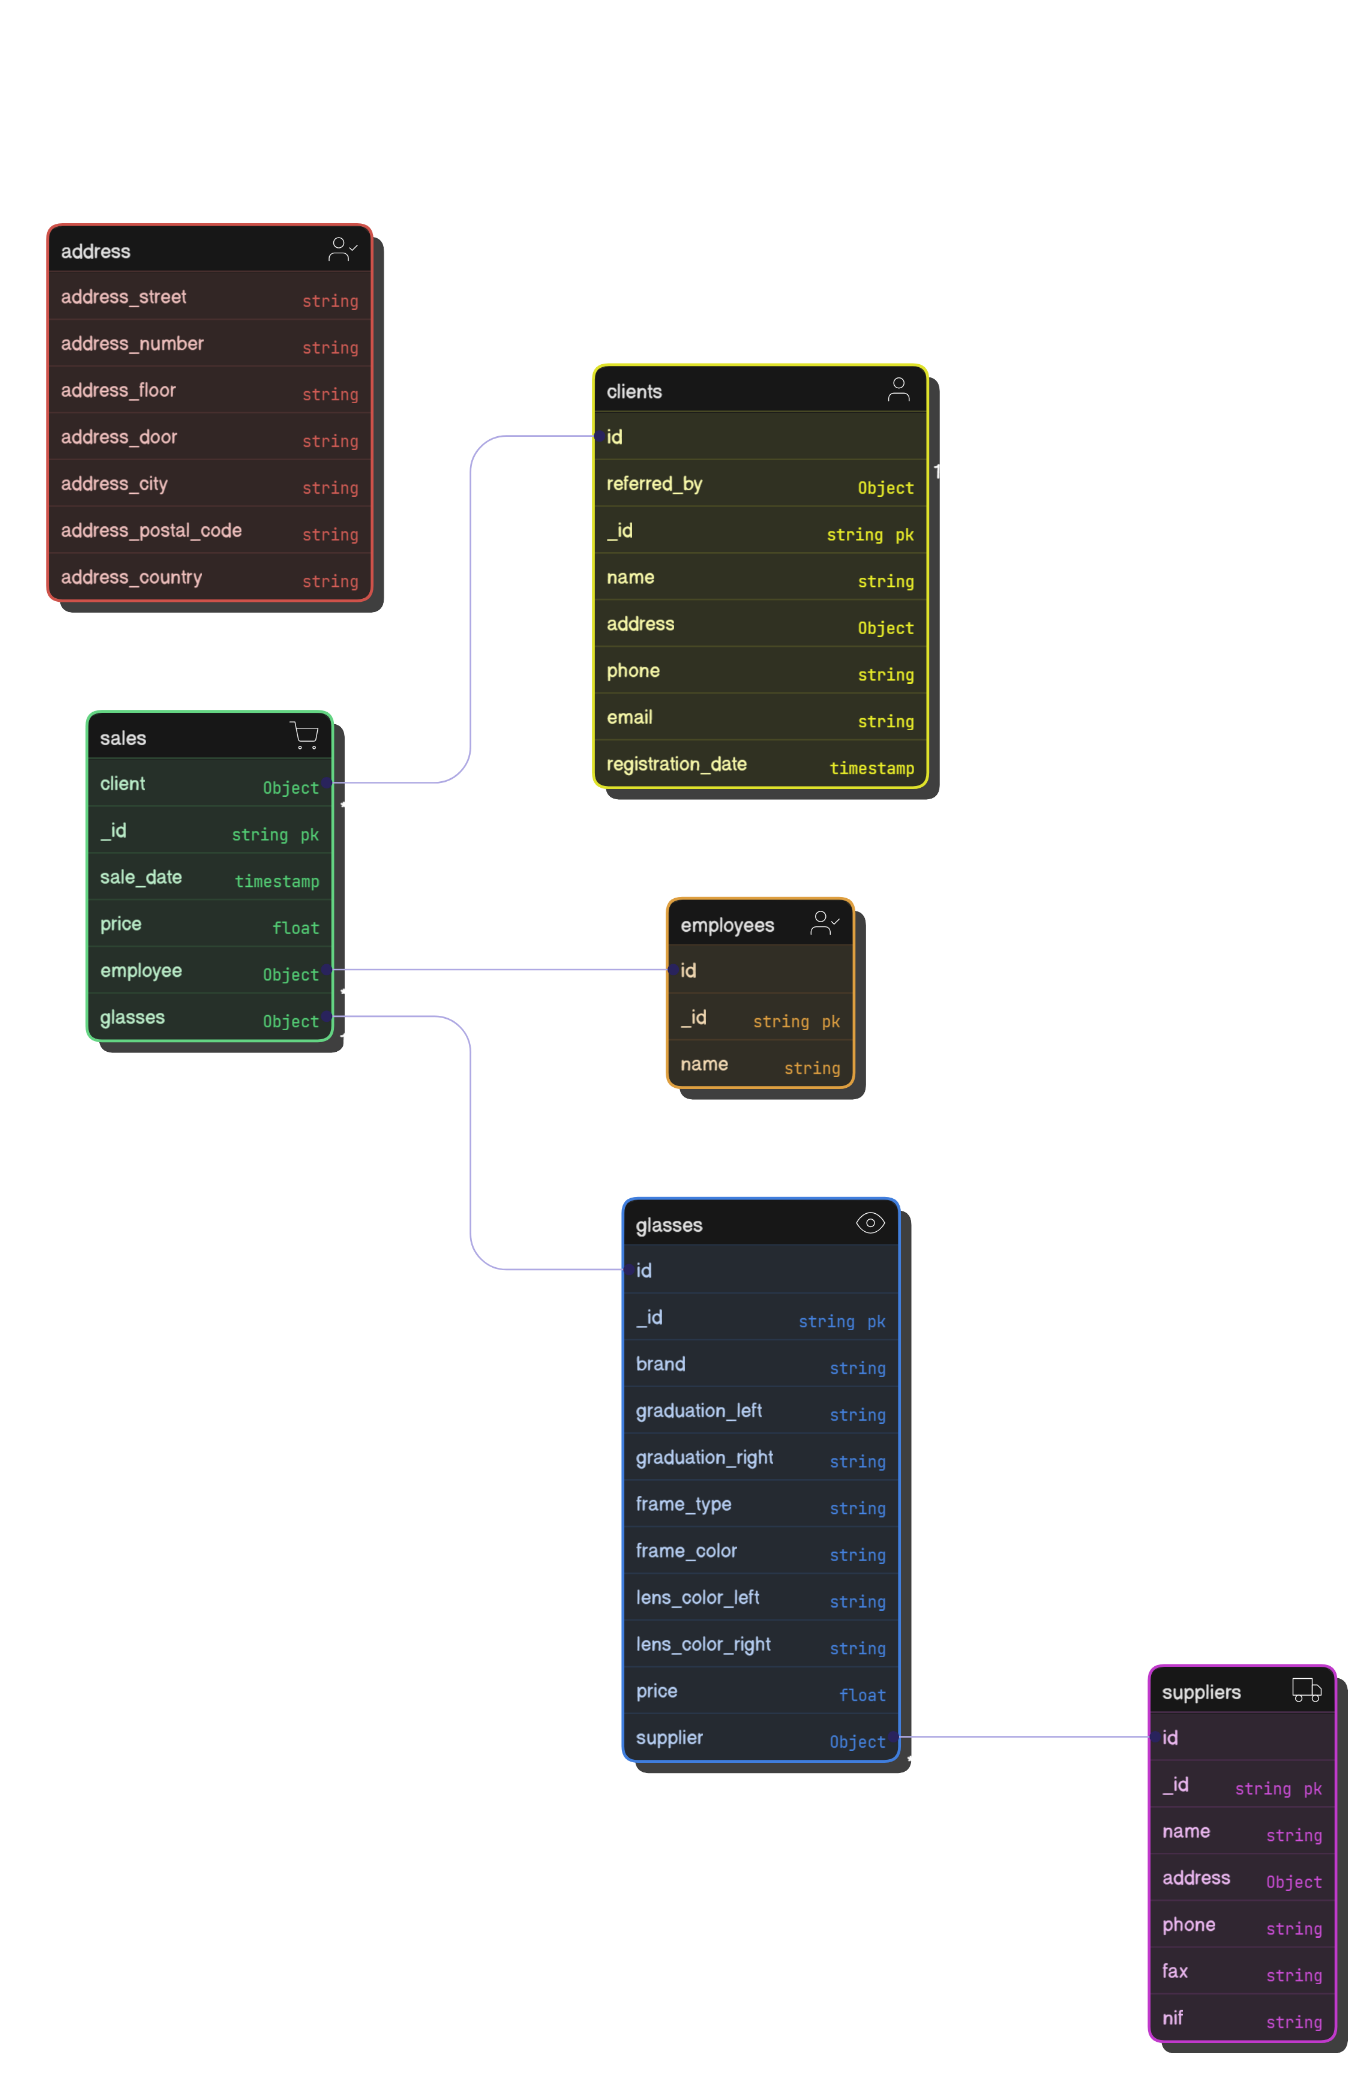 address
address_street string
address_number string
address_floor string
address_door string
address_city string
address_postal_code string
address_country string
clients
id
referred_by Object
_id string pk
name string
address Object
phone string
email string
registration_date timestamp
sales
client Object
_id string pk
sale_date timestamp
price float
employee Object
glasses Object
employees
id
_id string pk
name string
glasses
id
_id string pk
brand string
graduation_left string
graduation_right string
frame_type string
frame_color string
lens_color_left string
lens_color_right string
price float
supplier Object
suppliers
id
_id string pk
name string
address Object
phone string
fax string
nif string